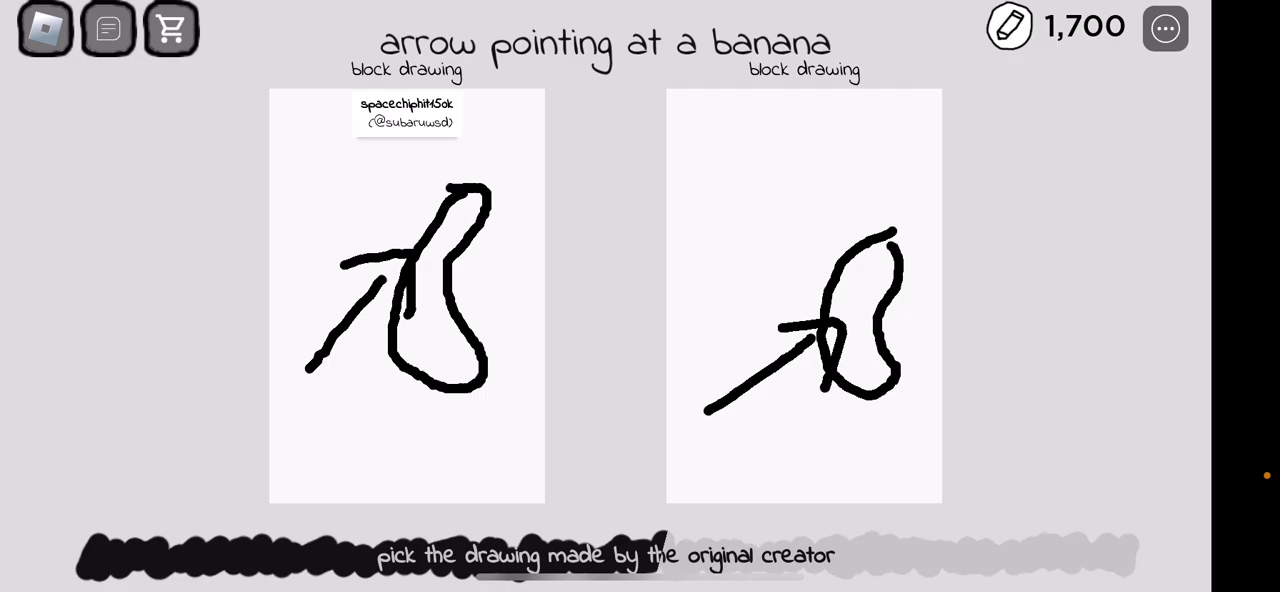 1,700
arrow pointing at a banana
block drawing
block drawing
spacechiphit45ok
(@subaruwsd)
pick the drawing made by the original creator